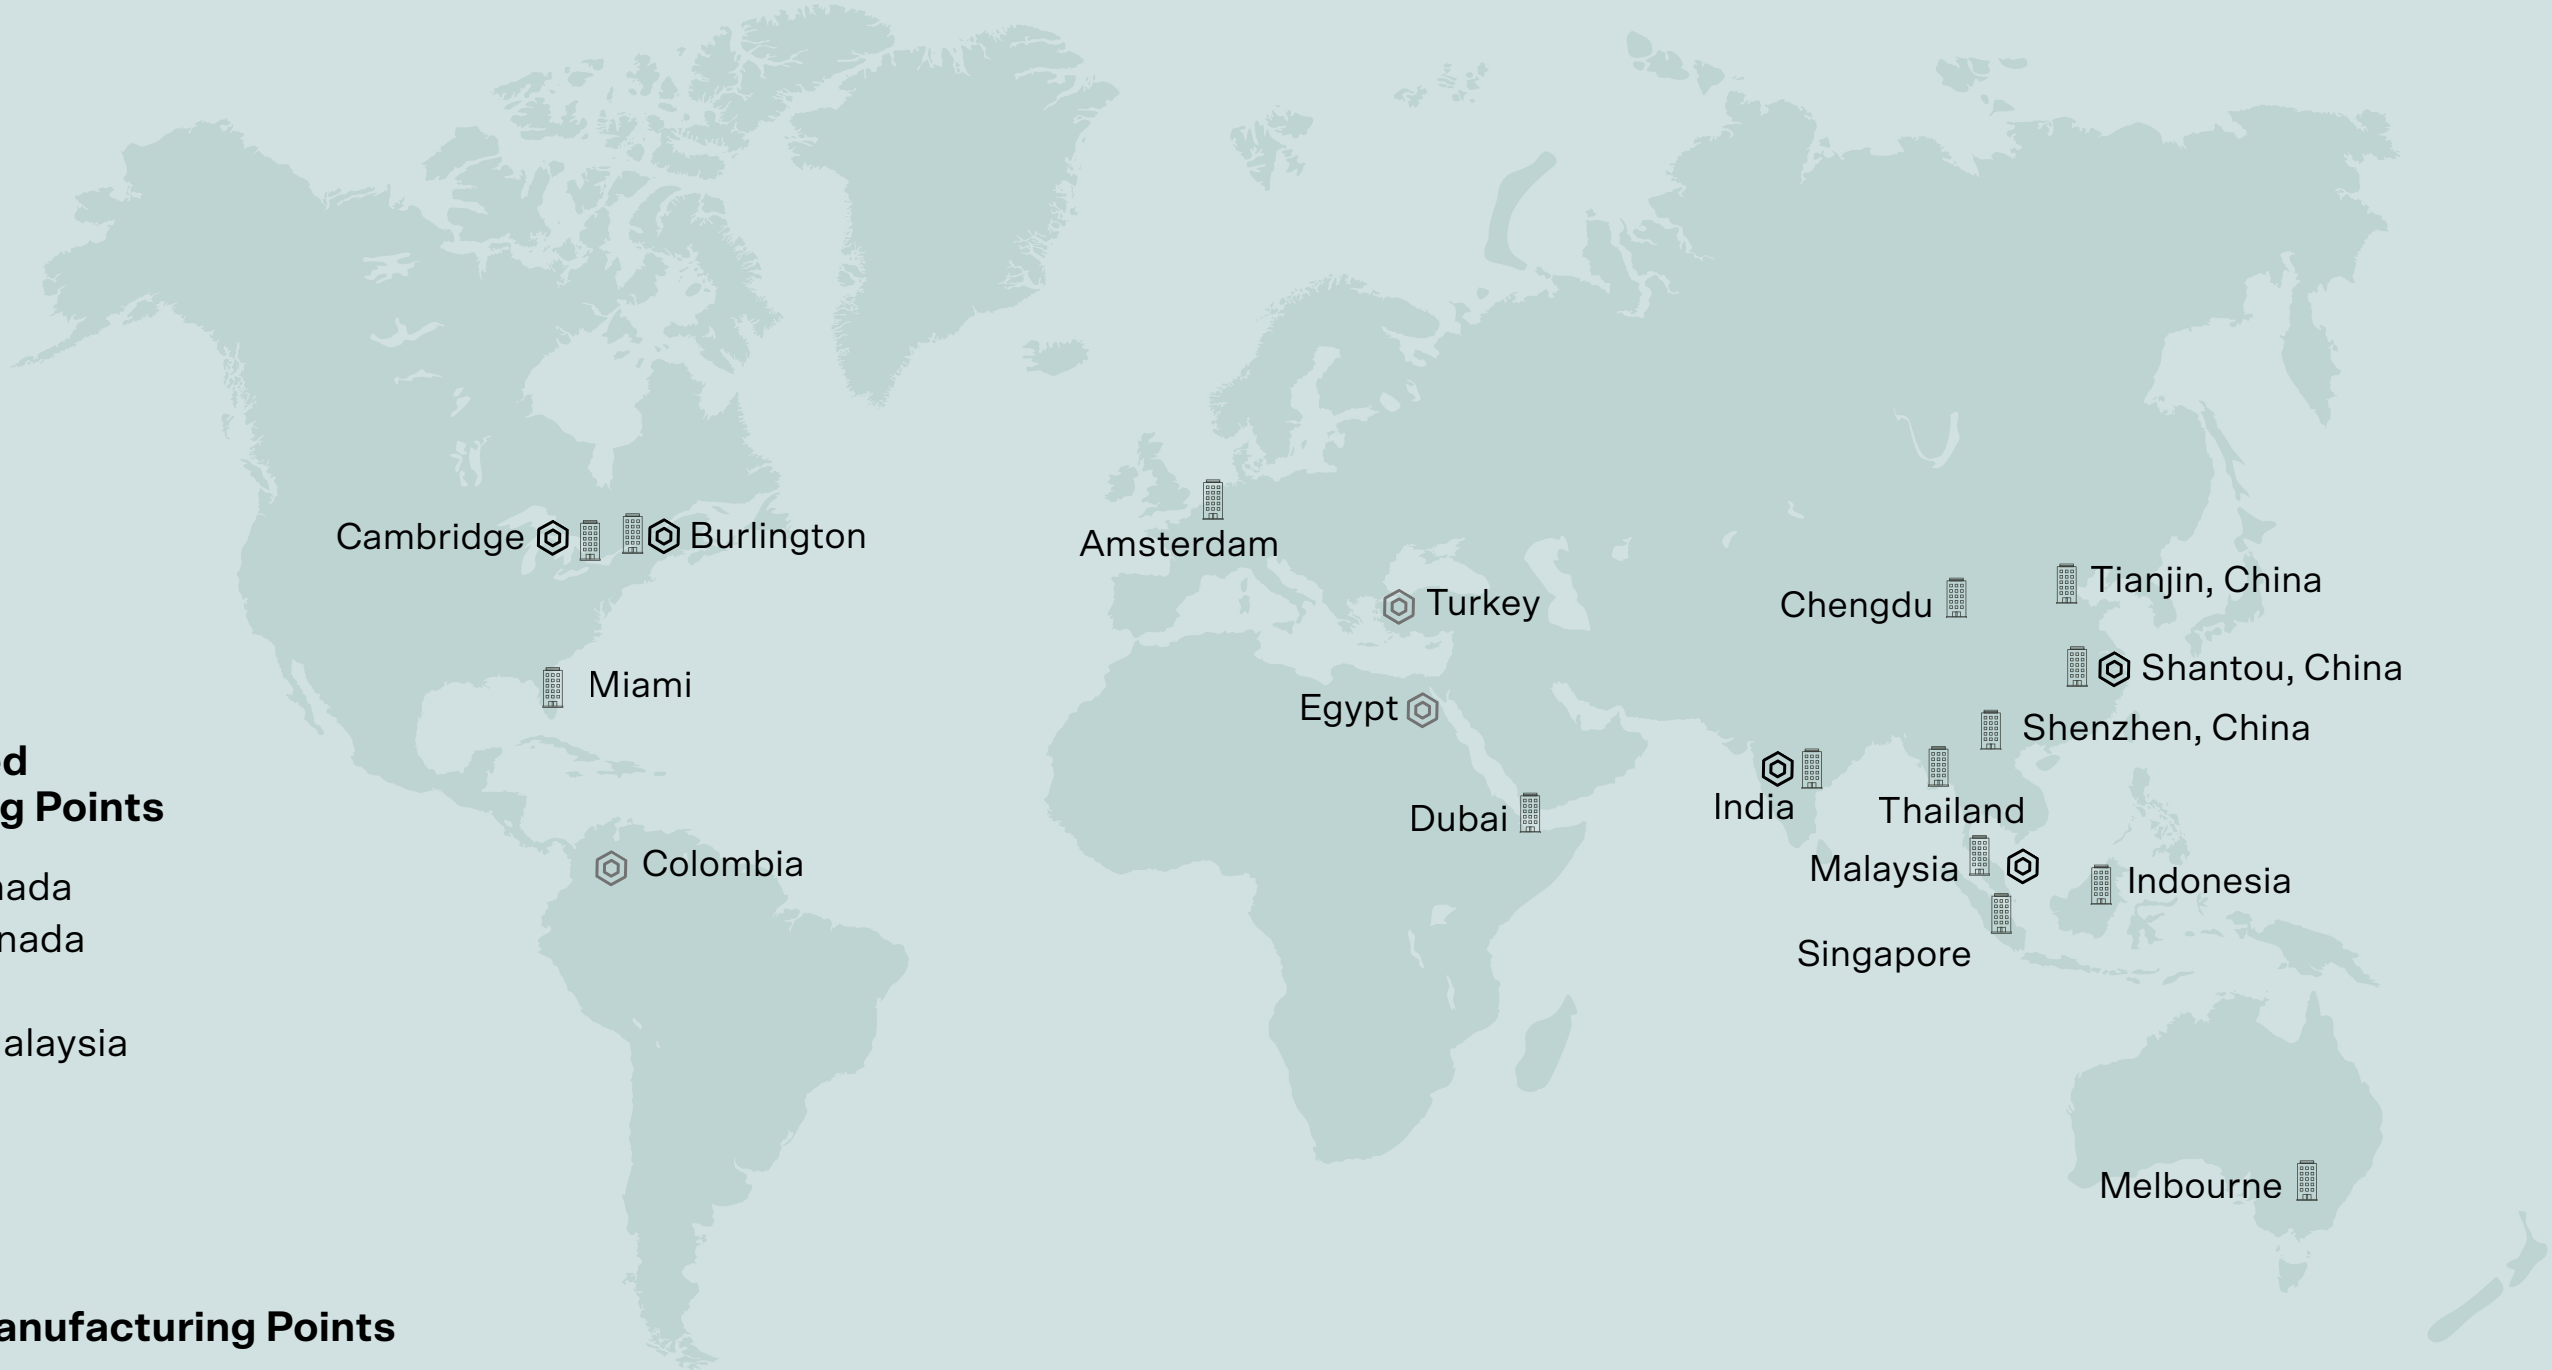 Cambridge
Burlington
Amsterdam
Turkey
Chengdu
Tianjin, China
Shantou, China
Miami
Egypt
Shenzhen, China
India
Thailand
Dubai
Colombia
Malaysia
Indonesia
Singapore
Melbourne
d
g Points
nada
nada
alaysia
anufacturing Points